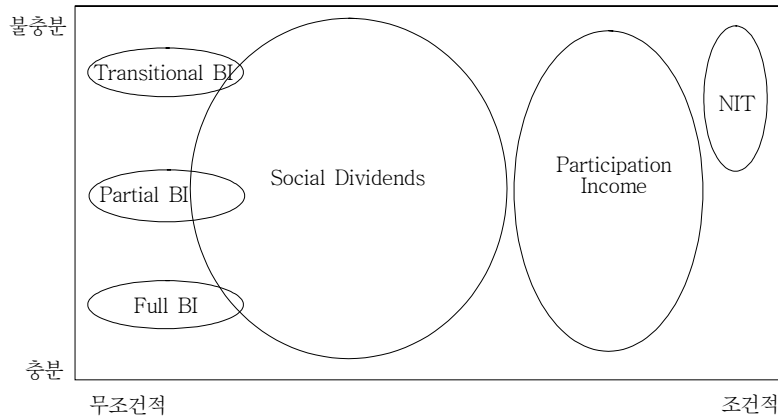 불충분
Transitional BI
NIT
Participation
Income
Social Dividends
Partial BI
Full BI
충분
무조건적
조건적